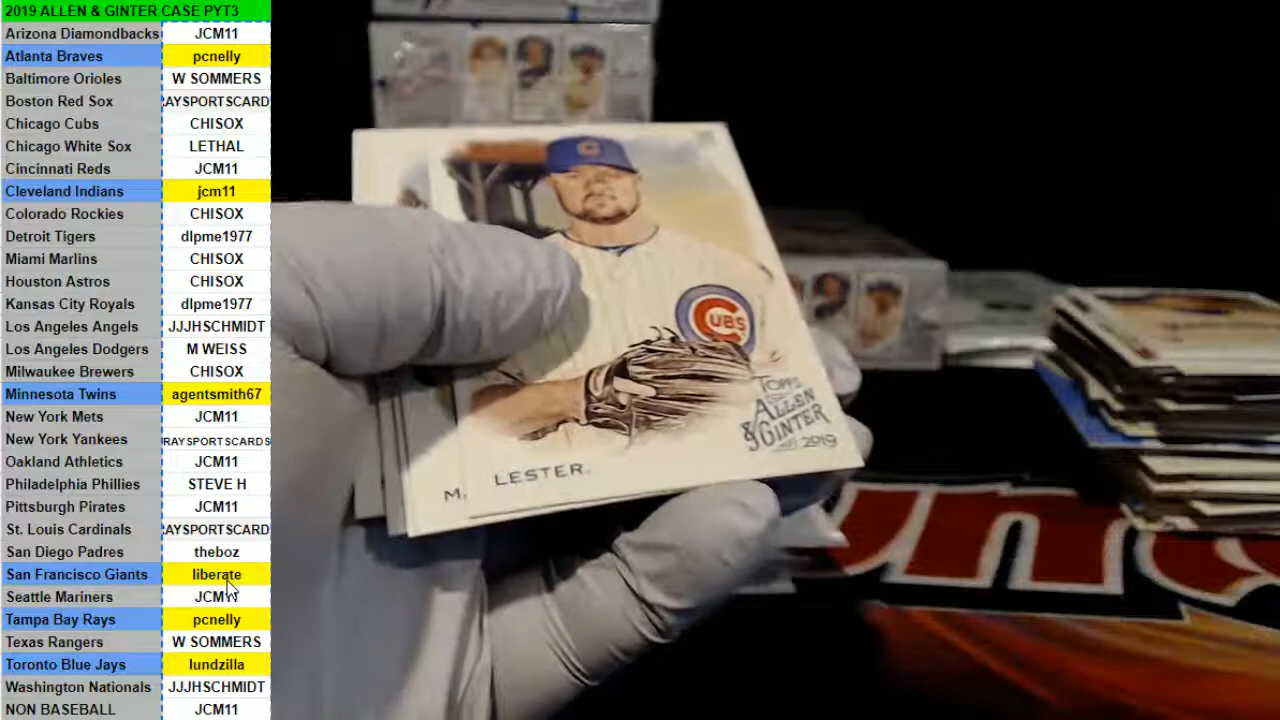 2019 ALLEN & GINTER CASE PYT3
Arizona Diamondbacks JCM11
Atlanta Braves pcnelly
Baltimore Orioles W SOMMERS
Boston Red Sox RAYSPORTSCARD
Chicago Cubs CHISOX
Chicago White Sox LETHAL
Cincinnati Reds JCM11
Cleveland Indians jcm11
Colorado Rockies CHISOX
Detroit Tigers dlpme1977
Miami Marlins CHISOX
Houston Astros CHISOX
Kansas City Royals dlpme1977
Los Angeles Angels JJJHSCHMIDT
Los Angeles Dodgers M WEISS
Milwaukee Brewers CHISOX
Minnesota Twins agentsmith67
New York Mets JCM11
New York Yankees RAYSPORTSCARDS
Oakland Athletics JCM11
Philadelphia Phillies STEVE H
Pittsburgh Pirates JCM11
St. Louis Cardinals RAYSPORTSCARD
San Diego Padres theboz
San Francisco Giants liberate
Seattle Mariners JCM11
Tampa Bay Rays pcnelly
Texas Rangers W SOMMERS
Toronto Blue Jays lundzilla
Washington Nationals JJJHSCHMIDT
NON BASEBALL JCM11
CUBS
TOPPS
ALLEN
& GINTER
2019
LESTER.
M,